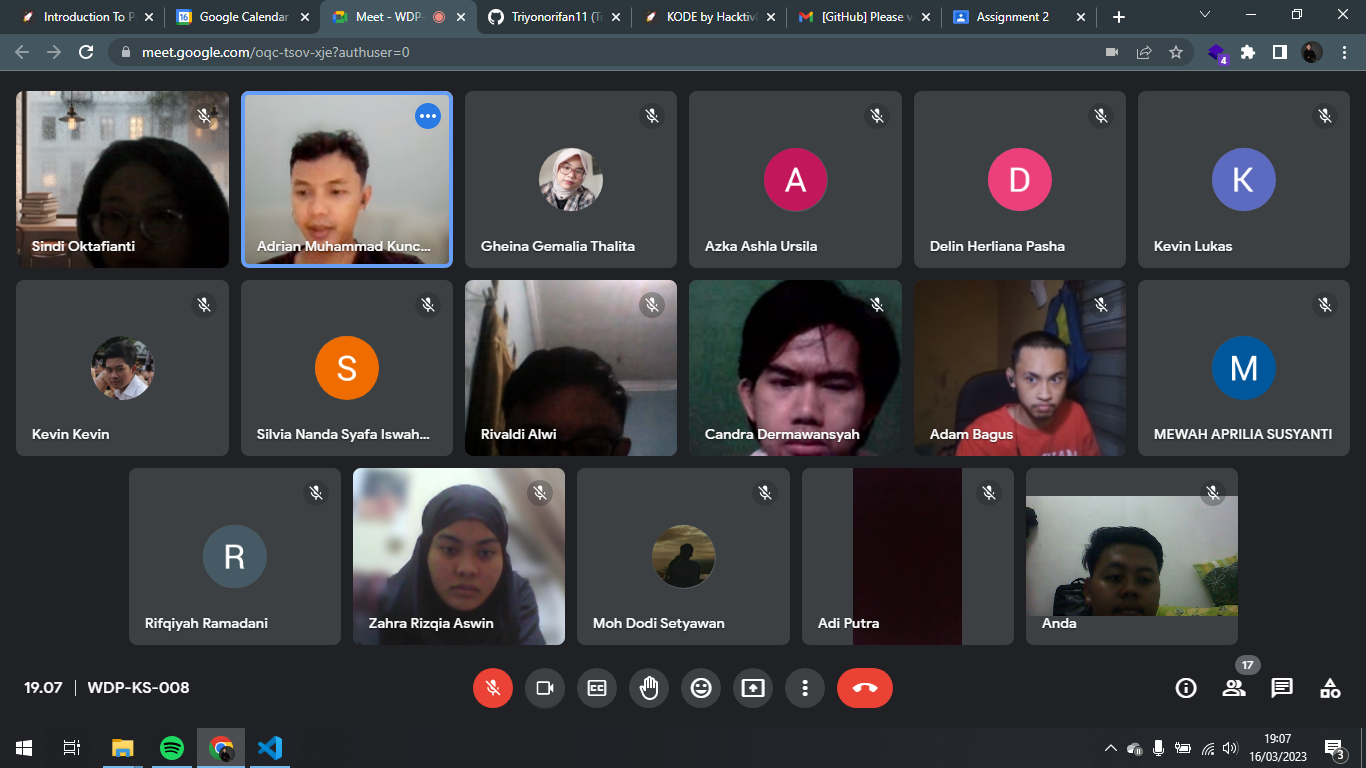 Introduction To P
Google Calendar
Meet - WDP-
Triyonorifan11 (Tr
KODE by Hacktiv
[GitHub] Please v
Assignment 2
meet.google.com/oqc-tsov-xje?authuser=0
4
Sindi Oktafianti
Adrian Muhammad Kunc...
Gheina Gemalia Thalita
A
Azka Ashla Ursila
D
Delin Herliana Pasha
K
Kevin Lukas
Kevin Kevin
S
Silvia Nanda Syafa Iswah...
Rivaldi Alwi
Candra Dermawansyah
Adam Bagus
M
MEWAH APRILIA SUSYANTI
R
Rifqiyah Ramadani
Zahra Rizqia Aswin
Moh Dodi Setyawan
Adi Putra
Anda
19.07 | WDP-KS-008
17
19:07
16/03/2023
3